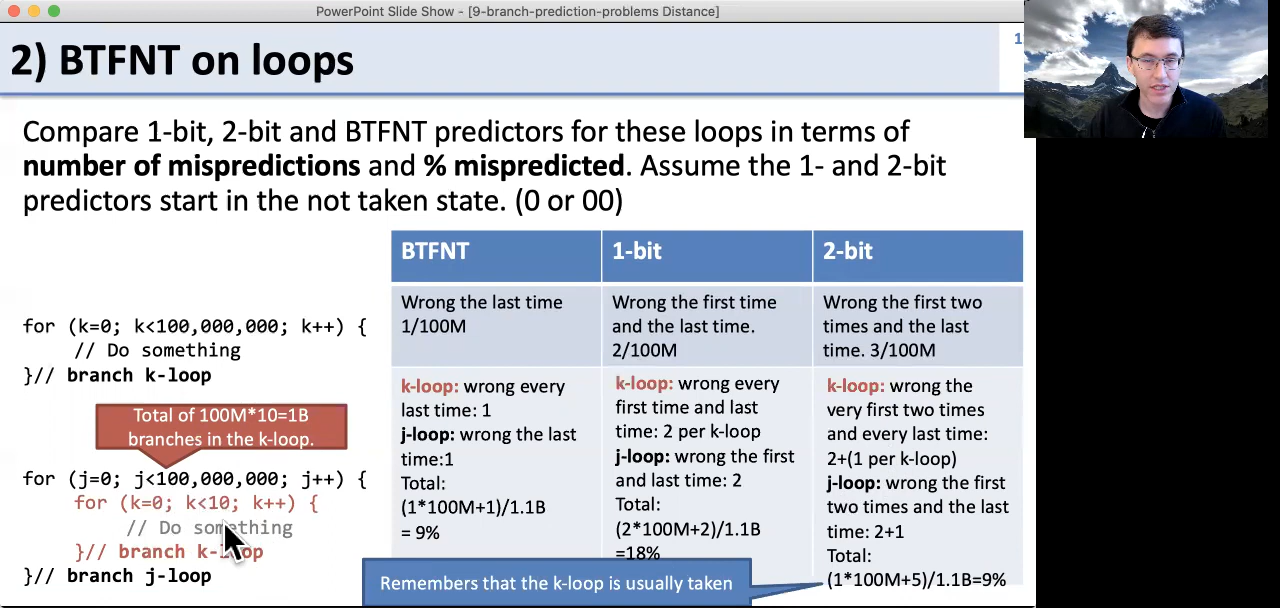 PowerPoint Slide Show - [9-branch-prediction-problems Distance]
2) BTFNT on loops
Compare 1-bit, 2-bit and BTFNT predictors for these loops in terms of
number of mispredictions and % mispredicted. Assume the 1- and 2-bit
predictors start in the not taken state. (0 or 00)
for (k=0; k<100,000,000; k++) {
// Do something
}// branch k-loop
Total of 100M*10=1B
branches in the k-loop.
for (j=0; j<100,000,000; j++) {
for (k=0; k<10; k++) {
// Do something
}// branch k-loop
}// branch j-loop
BTFNT
1-bit
2-bit
Wrong the last time
1/100M
Wrong the first time
and the last time.
2/100M
Wrong the first two
times and the last
time. 3/100M
k-loop: wrong every
last time: 1
j-loop: wrong the last
time:1
Total:
(1*100M+1)/1.1B
= 9%
k-loop: wrong every
first time and last
time: 2 per k-loop
j-loop: wrong the first
and last time: 2
Total:
(2*100M+2)/1.1B
=18%
k-loop: wrong the
very first two times
and every last time:
2+(1 per k-loop)
j-loop: wrong the first
two times and the last
time: 2+1
Total:
(1*100M+5)/1.1B=9%
Remembers that the k-loop is usually taken